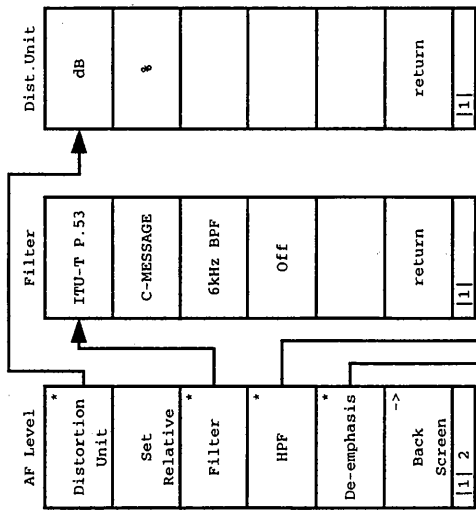 AF Level
*
Distortion
Unit
Set
Relative
*
Filter
*
HPF
*
De-emphasis
->
Back
Screen
|1| 2
Filter
ITU-T P.53
C-MESSAGE
6kHz BPF
Off
return
|1|
Dist.Unit
dB
%
return
|1|